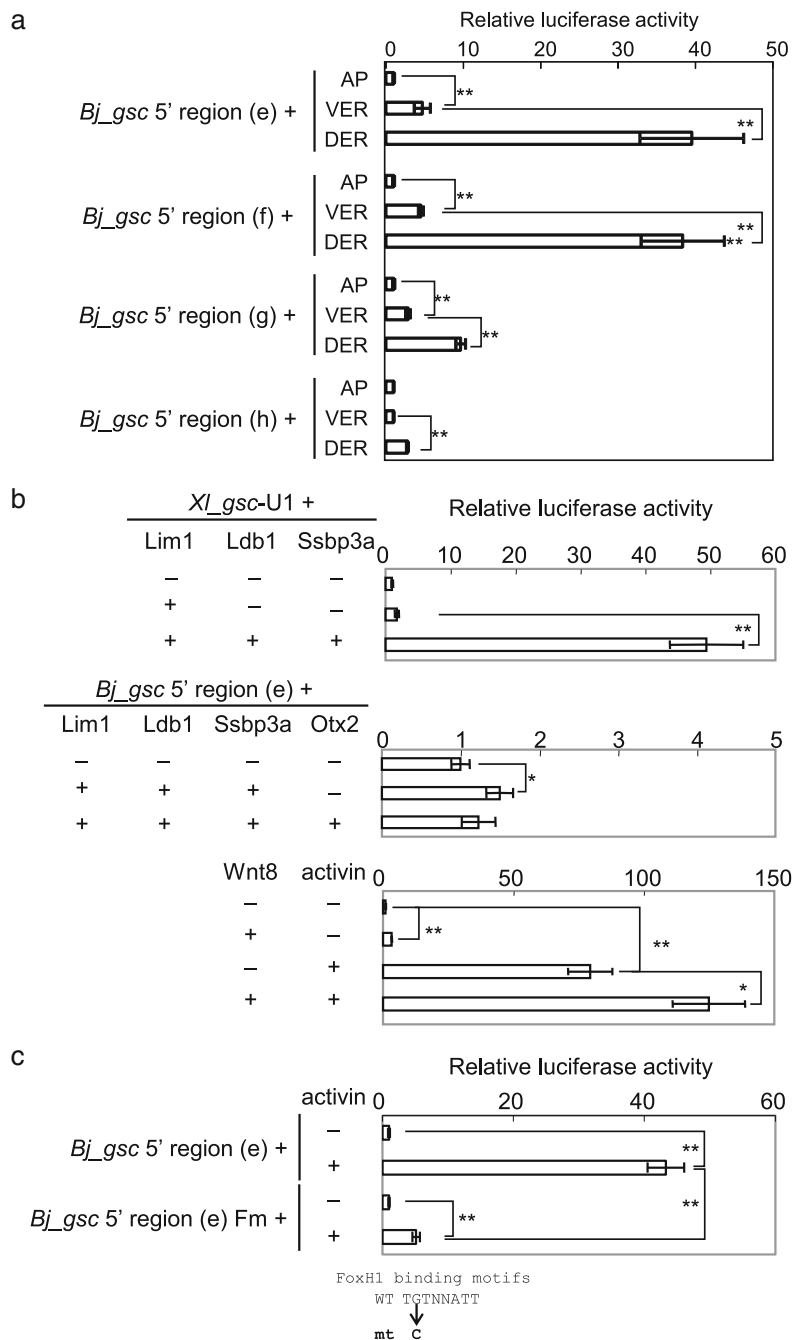 a
Relative luciferase activity
0 10 20 30 40 50
Bj_gsc 5' region (e) +
AP
VER
DER
**
**
Bj_gsc 5' region (f) +
AP
VER
DER
**
**
**
Bj_gsc 5' region (g) +
AP
VER
DER
**
**
Bj_gsc 5' region (h) +
AP
VER
DER
**
b
Xl_gsc-U1 +
Relative luciferase activity
Lim1 Ldb1 Ssbp3a
0 10 20 30 40 50 60
– – –
+ – –
+ + +
**
Bj_gsc 5' region (e) +
Lim1 Ldb1 Ssbp3a Otx2
0 1 2 3 4 5
– – – –
+ + + –
+ + + +
*
Wnt8 activin
0 50 100 150
– –
+ –
– +
+ +
**
**
*
c
Relative luciferase activity
activin
0 20 40 60
Bj_gsc 5' region (e) +
–
+
**
Bj_gsc 5' region (e) Fm +
–
+
**
**
FoxH1 binding motifs
WT TGTNNATT
mt C